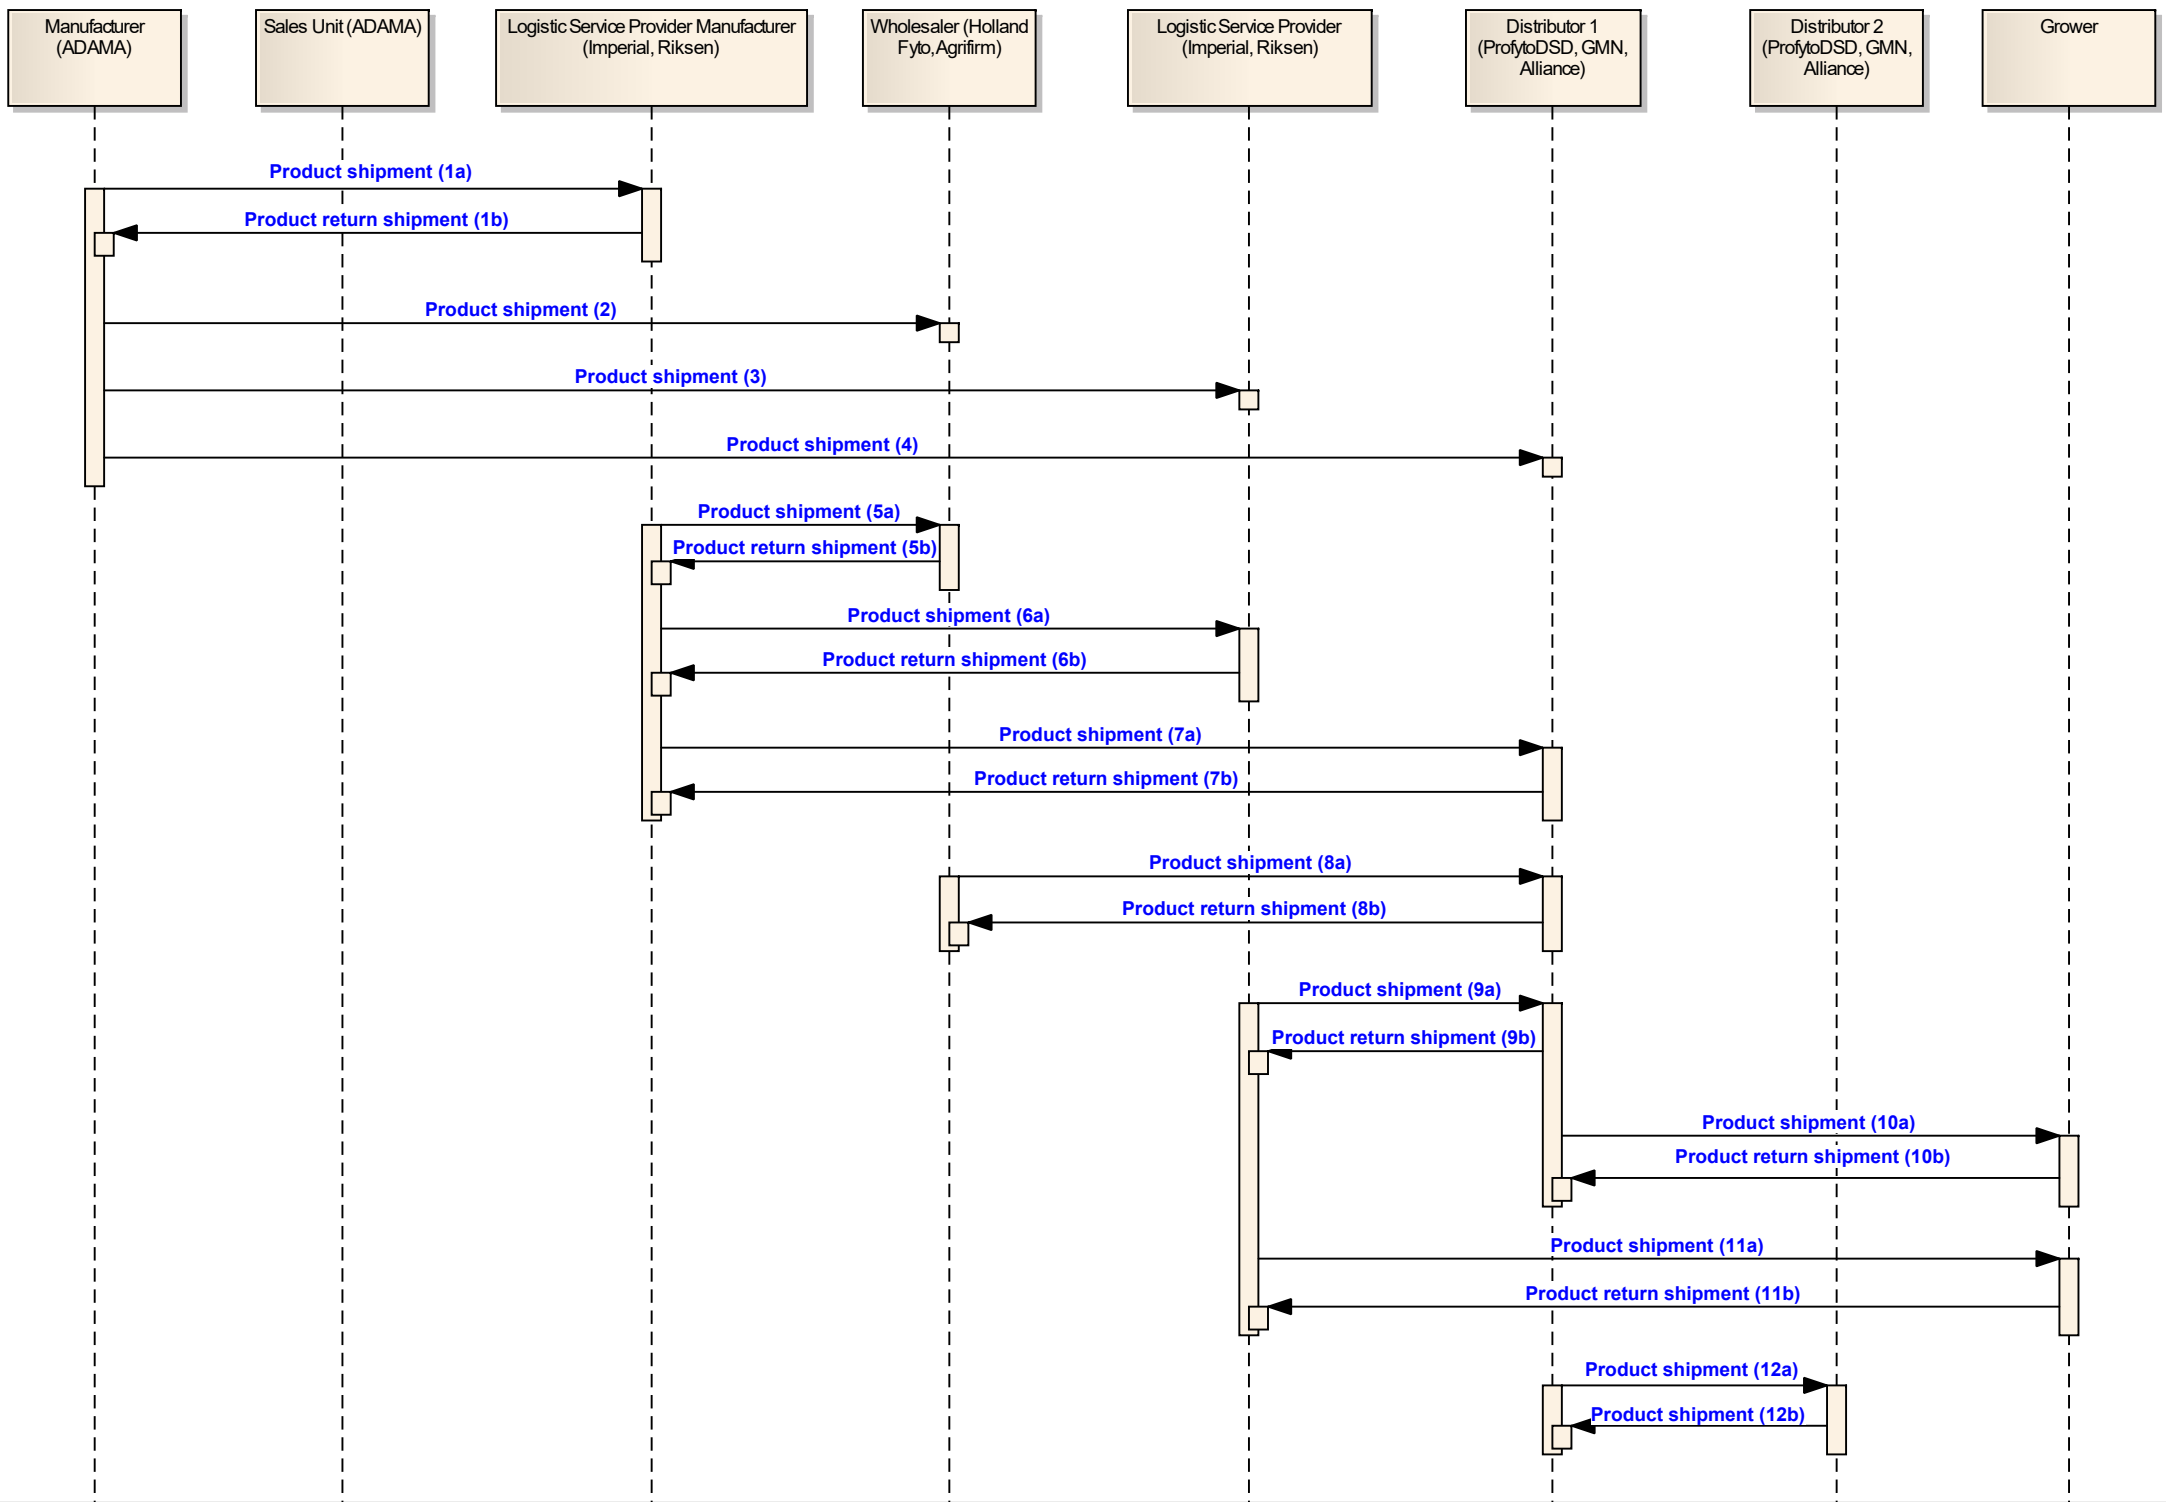 Manufacturer
(ADAMA)
Sales Unit (ADAMA)
Logistic Service Provider Manufacturer
(Imperial, Riksen)
Wholesaler (Holland
Fyto,Agrifirm)
Logistic Service Provider
(Imperial, Riksen)
Distributor 1
(ProfytoDSD, GMN,
Alliance)
Distributor 2
(ProfytoDSD, GMN,
Alliance)
Grower
Product shipment (1a)
Product return shipment (1b)
Product shipment (2)
Product shipment (3)
Product shipment (4)
Product shipment (5a)
Product return shipment (5b)
Product shipment (6a)
Product return shipment (6b)
Product shipment (7a)
Product return shipment (7b)
Product shipment (8a)
Product return shipment (8b)
Product shipment (9a)
Product return shipment (9b)
Product shipment (10a)
Product return shipment (10b)
Product shipment (11a)
Product return shipment (11b)
Product shipment (12a)
Product shipment (12b)